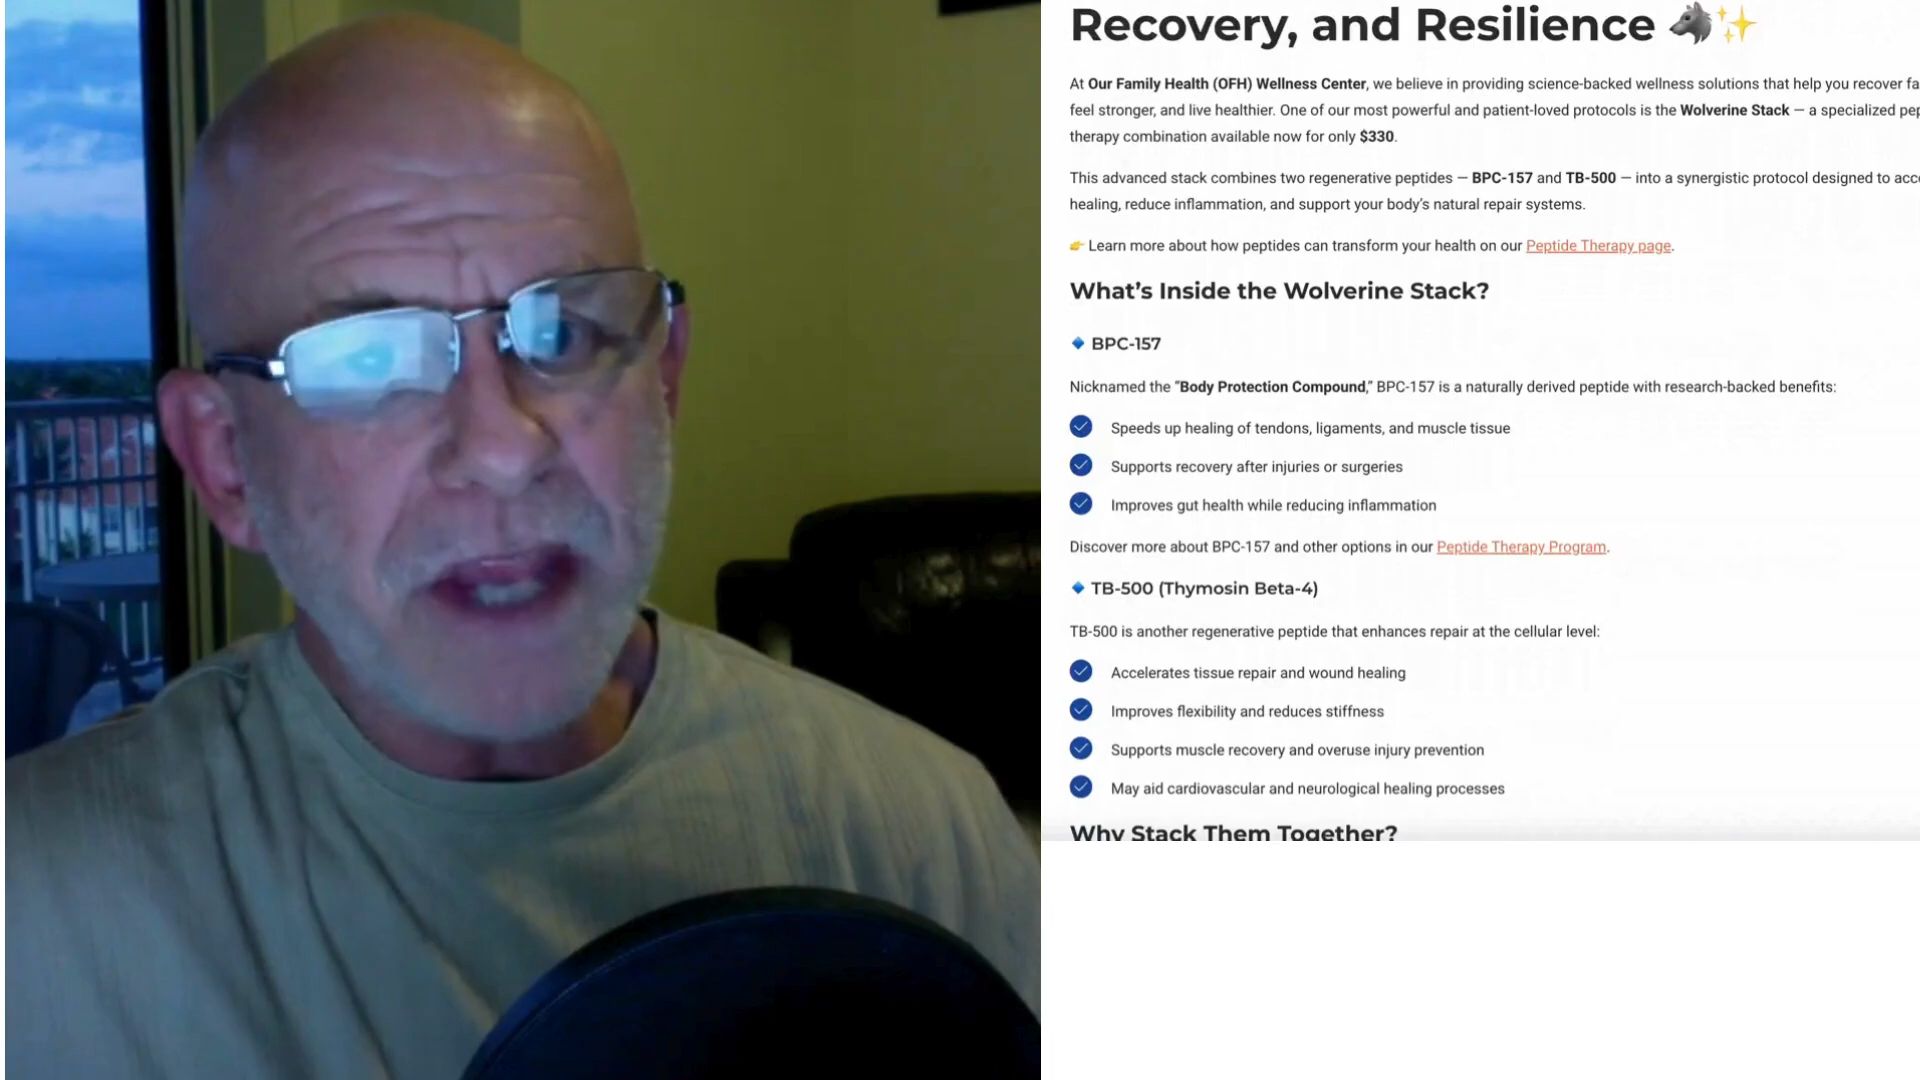 Recovery, and Resilience 🐺✨
At Our Family Health (OFH) Wellness Center, we believe in providing science-backed wellness solutions that help you recover
feel stronger, and live healthier. One of our most powerful and patient-loved protocols is the Wolverine Stack — a specialized
therapy combination available now for only $330.
This advanced stack combines two regenerative peptides — BPC-157 and TB-500 — into a synergistic protocol designed to
healing, reduce inflammation, and support your body’s natural repair systems.
👉 Learn more about how peptides can transform your health on our Peptide Therapy page.
What’s Inside the Wolverine Stack?
🔹 BPC-157
Nicknamed the “Body Protection Compound,” BPC-157 is a naturally derived peptide with research-backed benefits:
Speeds up healing of tendons, ligaments, and muscle tissue
Supports recovery after injuries or surgeries
Improves gut health while reducing inflammation
Discover more about BPC-157 and other options in our Peptide Therapy Program.
🔹 TB-500 (Thymosin Beta-4)
TB-500 is another regenerative peptide that enhances repair at the cellular level:
Accelerates tissue repair and wound healing
Improves flexibility and reduces stiffness
Supports muscle recovery and overuse injury prevention
May aid cardiovascular and neurological healing processes
Why Stack Them Together?